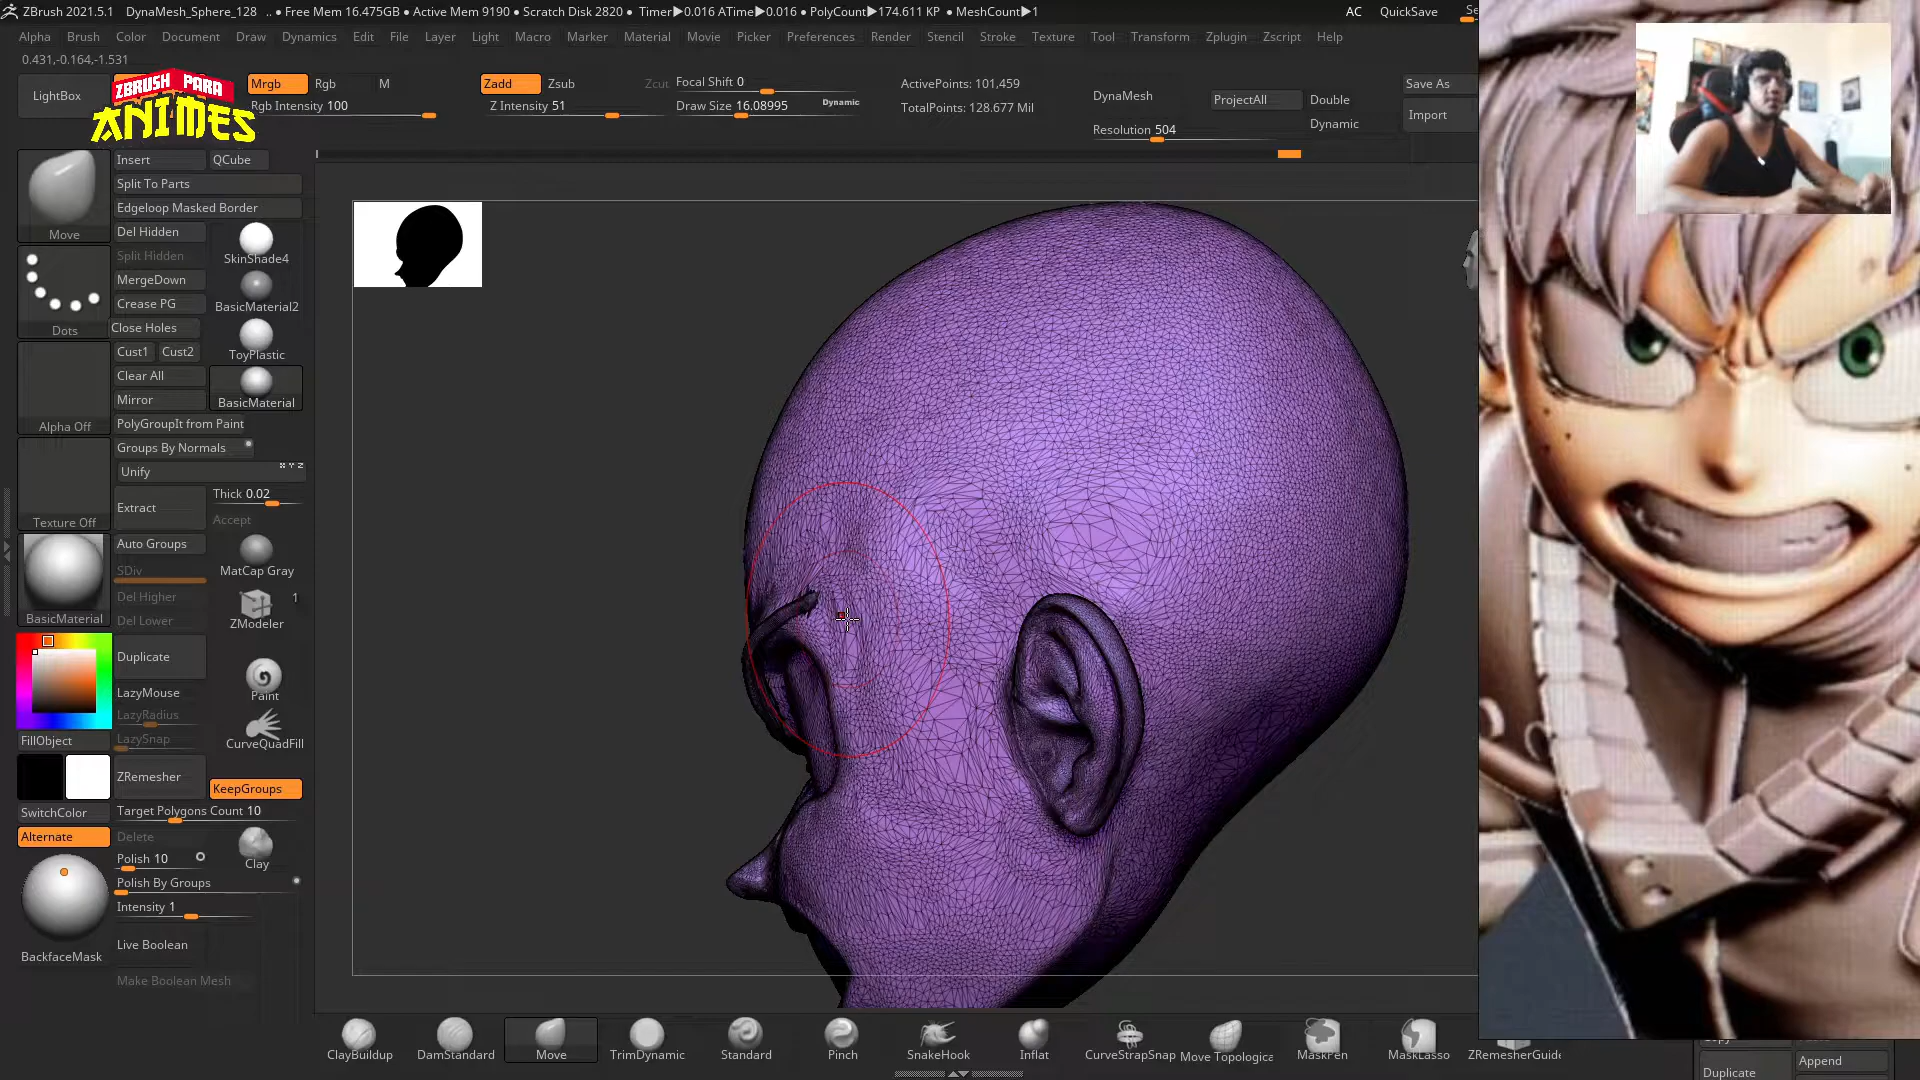 ZBrush 2021.5.1 DynaMesh_Sphere_128 .. ● Free Mem 16.475GB ● Active Mem 9190 ● Scratch Disk 2820 ● Timer▶0.016 ATime▶0.016 ● PolyCount▶174.611 KP ● MeshCount▶1 AC QuickSave
Alpha Brush Color Document Draw Dynamics Edit File Layer Light Macro Marker Material Movie Picker Preferences Render Stencil Stroke Texture Tool Transform Zplugin Zscript Help
0.431,-0.164,-1.531
LightBox
ZBRUSH PARA
ANIMES
Mrgb Rgb M
Rgb Intensity 100
Zadd Zsub Zcut
Z Intensity 51
Focal Shift 0
Draw Size 16.08995 Dynamic
ActivePoints: 101,459
TotalPoints: 128.677 Mil
DynaMesh
Resolution 504
ProjectAll
Double
Dynamic
Save As
Import
Move
Dots
Alpha Off
Texture Off
BasicMaterial
FillObject
SwitchColor
Alternate
BackfaceMask
Insert QCube
Split To Parts
Edgeloop Masked Border
Del Hidden
Split Hidden
MergeDown
Crease PG
Close Holes
Cust1 Cust2
Clear All
Mirror
PolyGroupIt from Paint
Groups By Normals
Unify
Extract
Thick 0.02
Accept
Auto Groups
SDiv
Del Higher
Del Lower
Duplicate
LazyMouse
LazyRadius
LazySnap
ZRemesher
KeepGroups
Target Polygons Count 10
Delete
Polish 10
Polish By Groups
Intensity 1
Live Boolean
Make Boolean Mesh
SkinShade4
BasicMaterial2
ToyPlastic
BasicMaterial
MatCap Gray
1
ZModeler
Paint
CurveQuadFill
Clay
ClayBuildup DamStandard Move TrimDynamic Standard Pinch SnakeHook Inflat CurveStrapSnap Move Topologica MaskPen MaskLasso ZRemesherGuide
Append
Duplicate